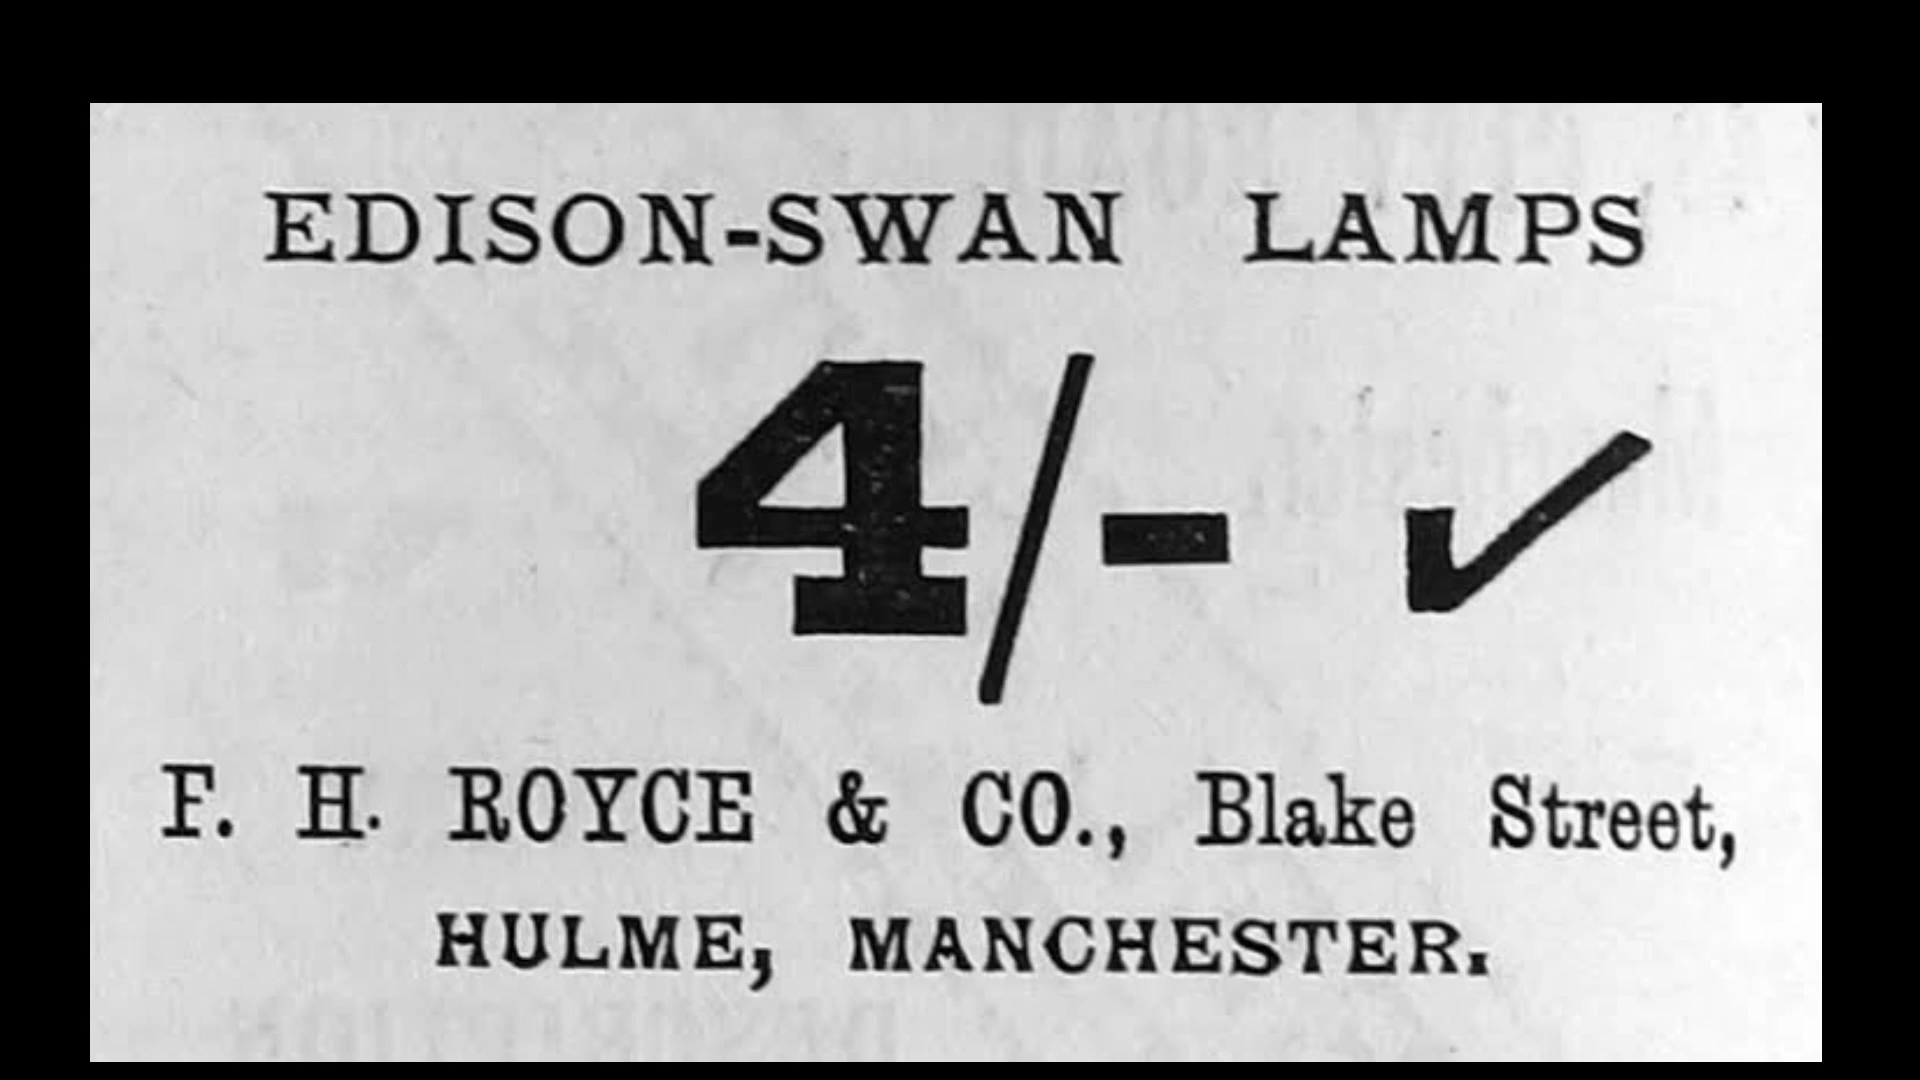 EDISON-SWAN LAMPS
4/- ✓
F. H. ROYCE & CO., Blake Street,
HULME, MANCHESTER.